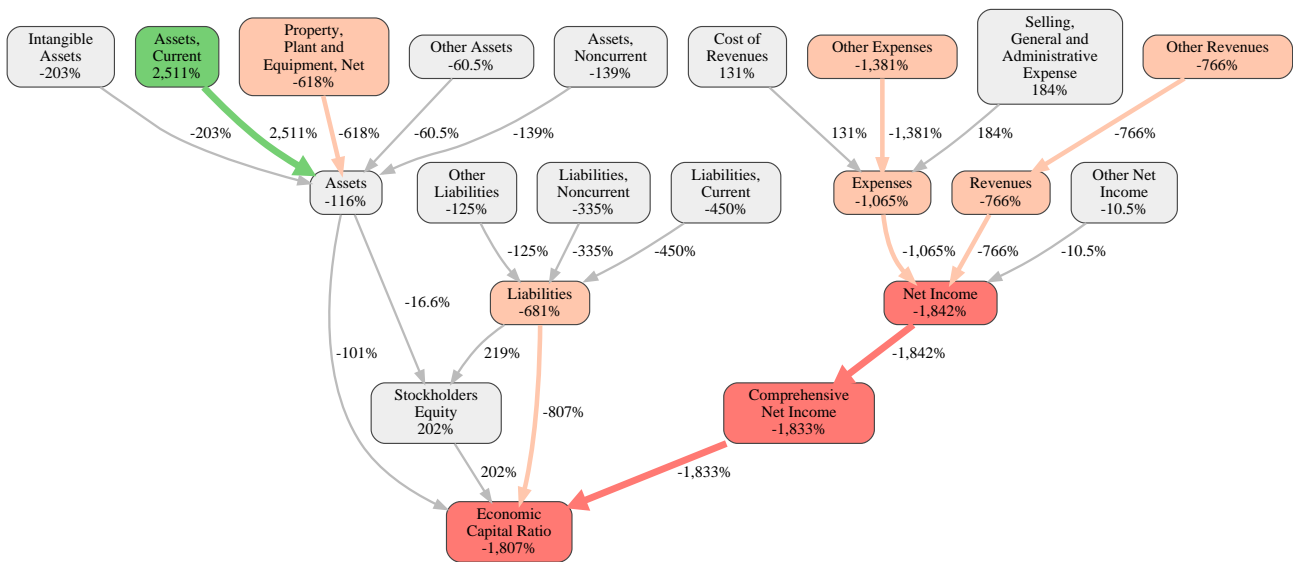 Intangible
Assets
-203%
Assets,
Current
2,511%
Property,
Plant and
Equipment, Net
-618%
Other Assets
-60.5%
Assets,
Noncurrent
-139%
Cost of
Revenues
131%
Other Expenses
-1,381%
Selling,
General and
Administrative
Expense
184%
Other Revenues
-766%
-203%
2,511%
-618%
-60.5%
-139%
131%
-1,381%
184%
-766%
Assets
-116%
Other
Liabilities
-125%
Liabilities,
Noncurrent
-335%
Liabilities,
Current
-450%
Expenses
-1,065%
Revenues
-766%
Other Net
Income
-10.5%
-125%
-335%
-450%
-1,065%
-766%
-10.5%
Liabilities
-681%
Net Income
-1,842%
-16.6%
-101%
219%
-1,842%
Stockholders
Equity
202%
-807%
Comprehensive
Net Income
-1,833%
202%
-1,833%
Economic
Capital Ratio
-1,807%